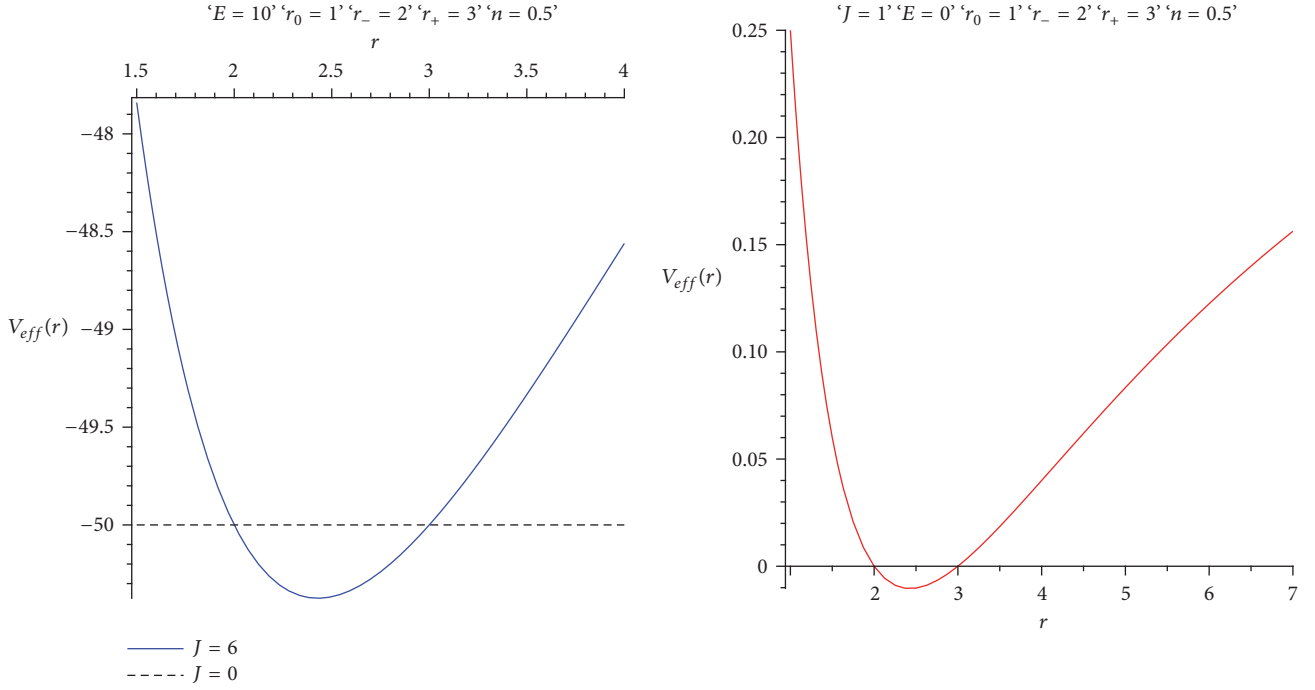 ‘E = 10’ ‘r₀ = 1’ ‘r₋ = 2’ ‘r₊ = 3’ ‘n = 0.5’
r
1.5 2 2.5 3 3.5 4
−48
−48.5
−49
V_eff(r)
−49.5
−50
J = 6
J = 0
‘J = 1’ ‘E = 0’ ‘r₀ = 1’ ‘r₋ = 2’ ‘r₊ = 3’ ‘n = 0.5’
0.25
0.20
0.15
V_eff(r)
0.10
0.05
0
2 3 4 5 6 7
r